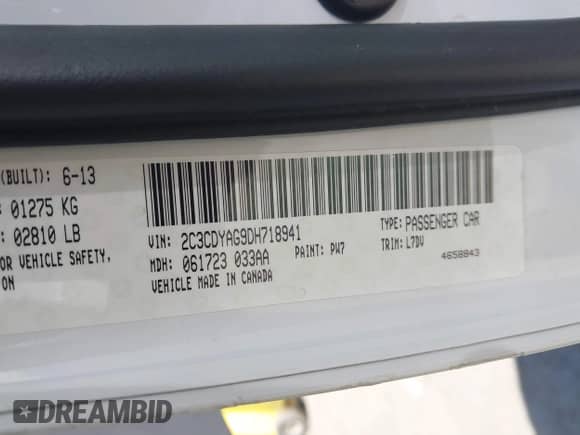 (BUILT): 6-13
01275 KG
02810 LB
OR VEHICLE SAFETY,
ON
VIN: 2C3CDYAG9DH718941
TYPE: PASSENGER CAR
MDH: 061723 033AA
PAINT: PW7
TRIM: L7DV
VEHICLE MADE IN CANADA
4658843
DREAMBID